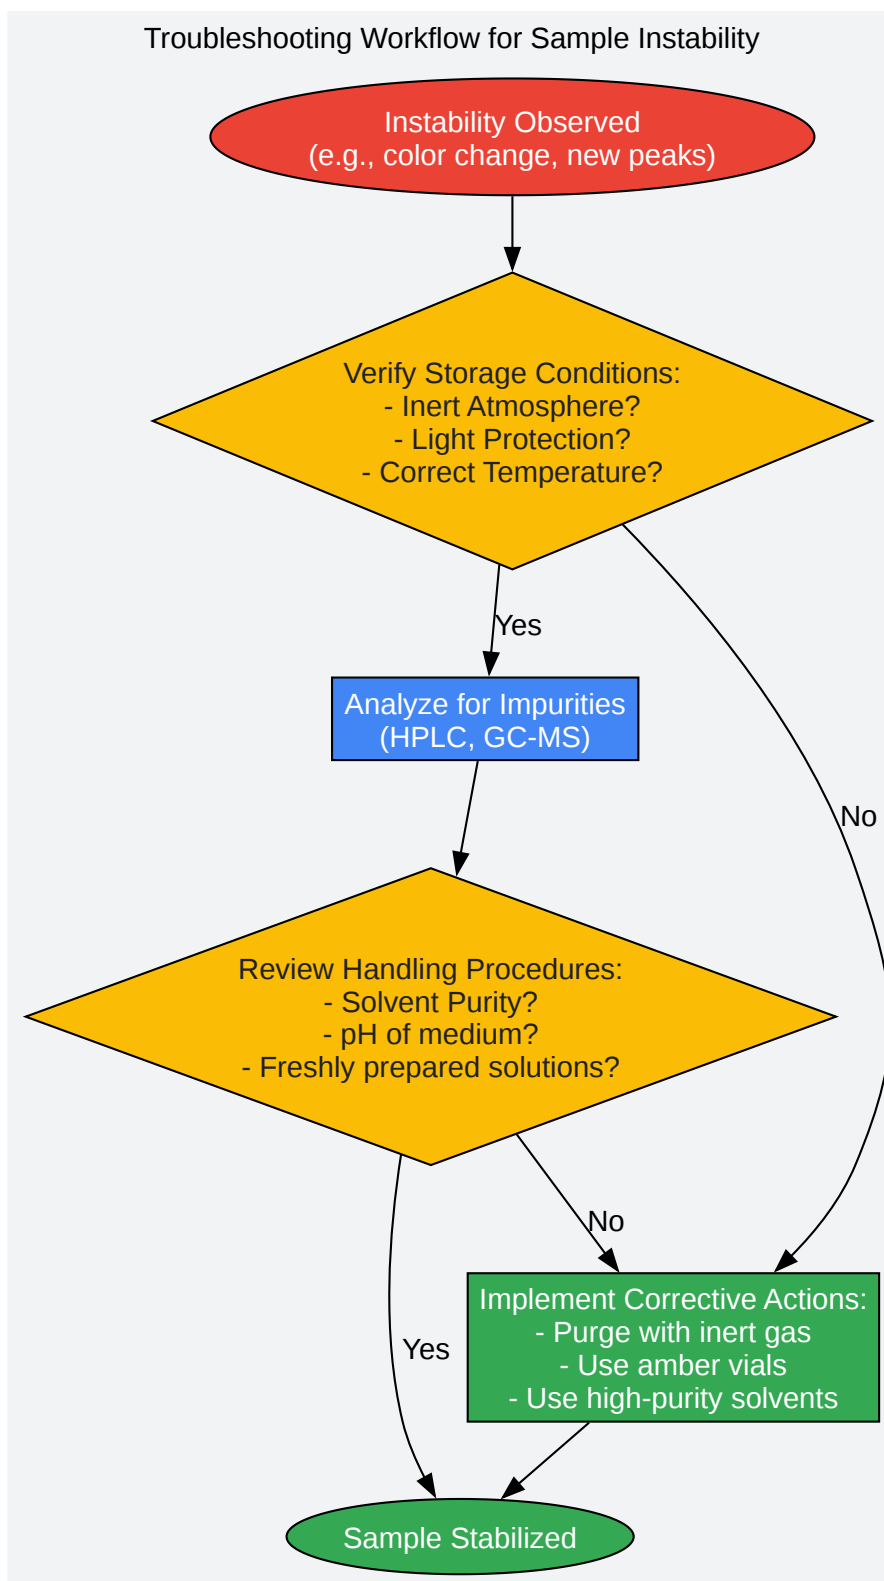 Troubleshooting Workflow for Sample Instability
Instability Observed
(e.g., color change, new peaks)
Verify Storage Conditions:
- Inert Atmosphere?
- Light Protection?
- Correct Temperature?
Yes
Analyze for Impurities
(HPLC, GC-MS)
No
Review Handling Procedures:
- Solvent Purity?
- pH of medium?
- Freshly prepared solutions?
No
Implement Corrective Actions:
- Purge with inert gas
- Use amber vials
- Use high-purity solvents
Yes
Sample Stabilized